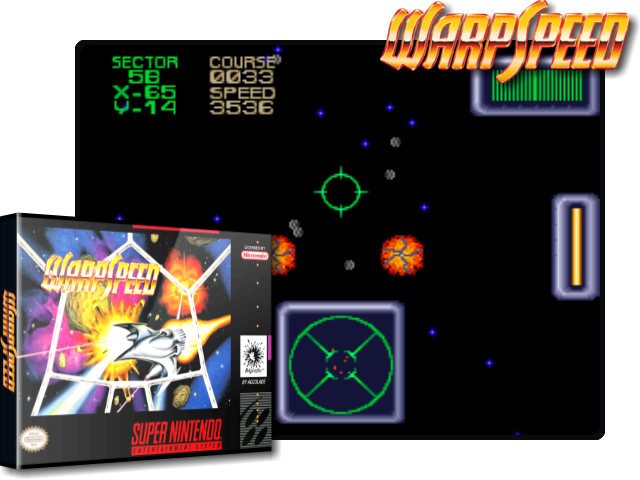 WARPSPEED
SECTOR COURSE
58 0033
X-65 SPEED
Y-14 3536
LICENSED BY
Nintendo
WARPSPEED
WARPSPEED
BY ACCOLADE
SUPER NINTENDO
ENTERTAINMENT SYSTEM